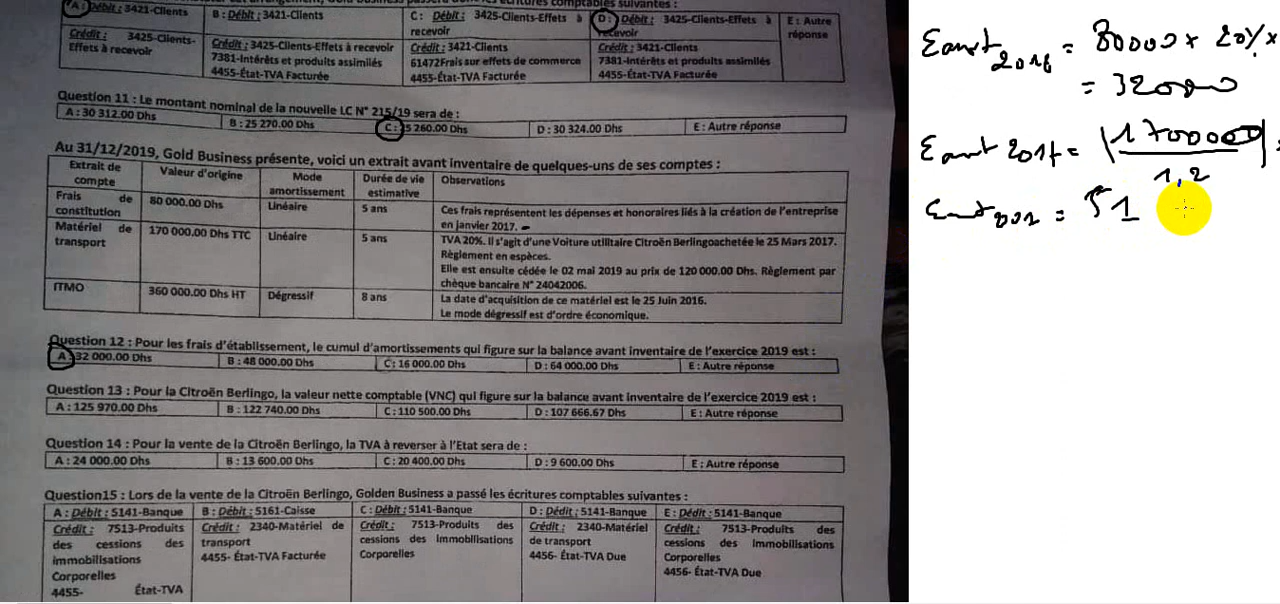 A : Débit : 3421-Clients
Crédit : 3425-Clients-Effets à recevoir
B : Débit : 3421-Clients
Crédit : 3425-Clients-Effets à recevoir
7381-Intérêts et produits assimilés
4455-État-TVA Facturée
C : Débit : 3425-Clients-Effets à recevoir
Crédit : 3421-Clients
61472Frais sur effets de commerce
4455-État-TVA Facturée
D : Débit : 3425-Clients-Effets à recevoir
Crédit : 3421-Clients
7381-Intérêts et produits assimilés
4455-État-TVA Facturée
E : Autre réponse
Question 11 : Le montant nominal de la nouvelle LC N° 215/19 sera de :
A : 30 312.00 Dhs
B : 25 270.00 Dhs
C : 5 260.00 Dhs
D : 30 324.00 Dhs
E : Autre réponse
Au 31/12/2019, Gold Business présente, voici un extrait avant inventaire de quelques-uns de ses comptes :
Extrait de compte
Valeur d'origine
Mode amortissement
Durée de vie estimative
Observations
Frais de constitution
80 000.00 Dhs
Linéaire
5 ans
Ces frais représentent les dépenses et honoraires liés à la création de l'entreprise en janvier 2017.
Matériel de transport
170 000.00 Dhs TTC
Linéaire
5 ans
TVA 20%. Il s'agit d'une Voiture utilitaire Citroën Berlingoachetée le 25 Mars 2017.
Règlement en espèces.
Elle est ensuite cédée le 02 mai 2019 au prix de 120 000.00 Dhs. Règlement par chèque bancaire N° 24042006.
ITMO
360 000.00 Dhs HT
Dégressif
8 ans
La date d'acquisition de ce matériel est le 25 Juin 2016.
Le mode dégressif est d'ordre économique.
Question 12 : Pour les frais d'établissement, le cumul d'amortissements qui figure sur la balance avant inventaire de l'exercice 2019 est :
A : 32 000.00 Dhs
B : 48 000.00 Dhs
C : 16 000.00 Dhs
D : 64 000.00 Dhs
E : Autre réponse
Question 13 : Pour la Citroën Berlingo, la valeur nette comptable (VNC) qui figure sur la balance avant inventaire de l'exercice 2019 est :
A : 125 970.00 Dhs
B : 122 740.00 Dhs
C : 110 500.00 Dhs
D : 107 666.67 Dhs
E : Autre réponse
Question 14 : Pour la vente de la Citroën Berlingo, la TVA à reverser à l'Etat sera de :
A : 24 000.00 Dhs
B : 13 600.00 Dhs
C : 20 400.00 Dhs
D : 9 600.00 Dhs
E : Autre réponse
Question15 : Lors de la vente de la Citroën Berlingo, Golden Business a passé les écritures comptables suivantes :
A : Débit : 5141-Banque
Crédit : 7513-Produits des cessions des immobilisations Corporelles
4455- État-TVA
B : Débit : 5161-Caisse
Crédit : 2340-Matériel de transport
4455- État-TVA Facturée
C : Débit : 5141-Banque
Crédit : 7513-Produits des cessions des Immobilisations Corporelles
D : Dédit : 5141-Banque
Crédit : 2340-Matériel de transport
4456- État-TVA Due
E : Dédit : 5141-Banque
Crédit : 7513-Produits des cessions des Immobilisations Corporelles
4456- État-TVA Due
2016 = 80000 x 20% x
= 32000
= 51
1,2